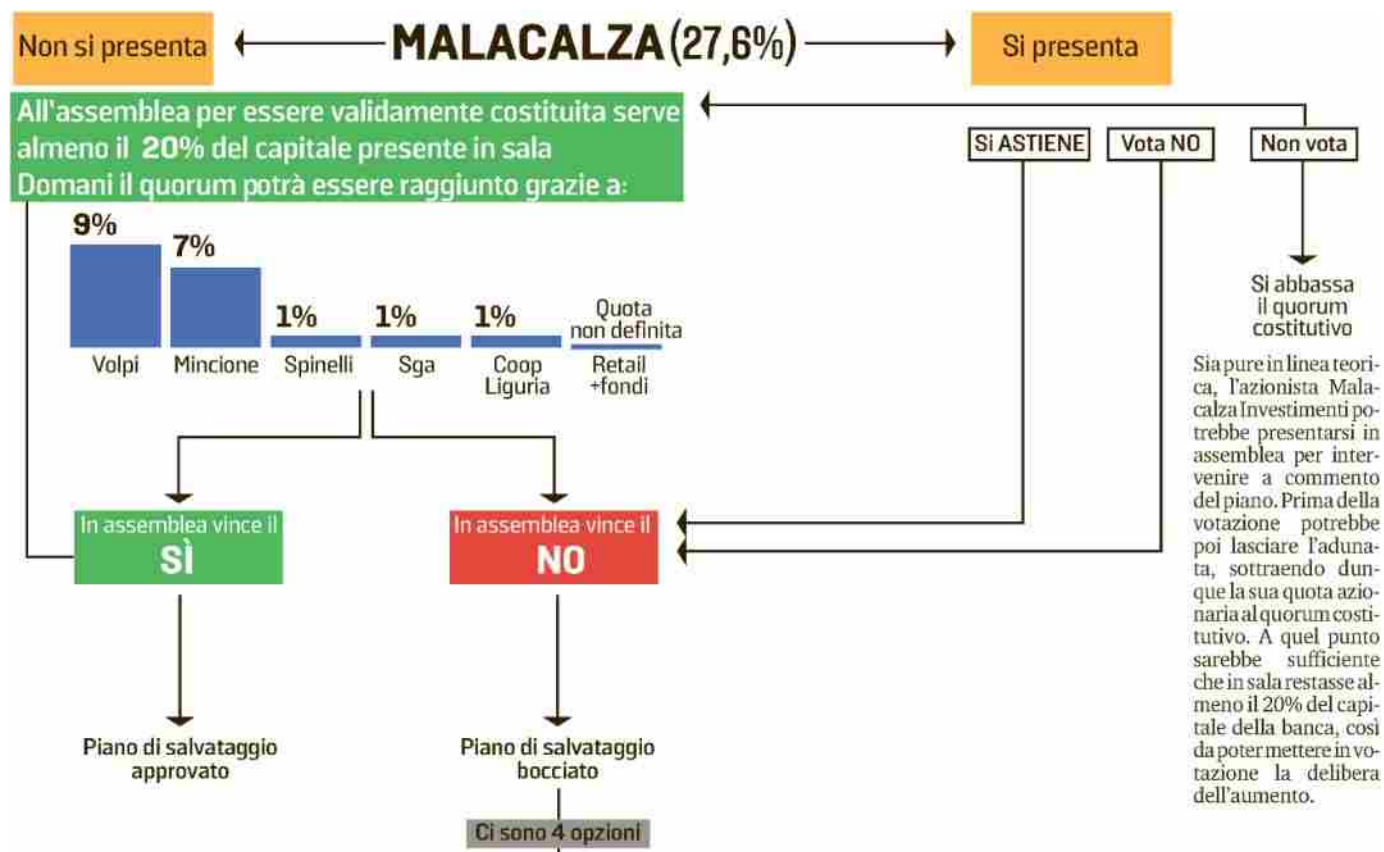 Non si presenta
MALACALZA (27,6%)
Si presenta
All'assemblea per essere validamente costituita serve
almeno il 20% del capitale presente in sala
Domani il quorum potrà essere raggiunto grazie a:
Si ASTIENE
Vota NO
Non vota
9%
7%
1%
1%
1%
Quota
non definita
Volpi
Mincione
Spinelli
Sga
Coop
Liguria
Retail
+fondi
Si abbassa
il quorum
costitutivo
Sia pure in linea teori-
ca, l'azionista Mala-
calza Investimenti po-
trebbe presentarsi in
assemblea per inter-
venire a commento
del piano. Prima della
votazione potrebbe
poi lasciare l'aduna-
ta, sottraendo dun-
que la sua quota azio-
naria al quorum costi-
tutivo. A quel punto
sarebbe sufficiente
che in sala restasse al-
meno il 20% del capi-
tale della banca, così
da poter mettere in vo-
tazione la delibera
dell'aumento.
In assemblea vince il
SÌ
In assemblea vince il
NO
Piano di salvataggio
approvato
Piano di salvataggio
bocciato
Ci sono 4 opzioni